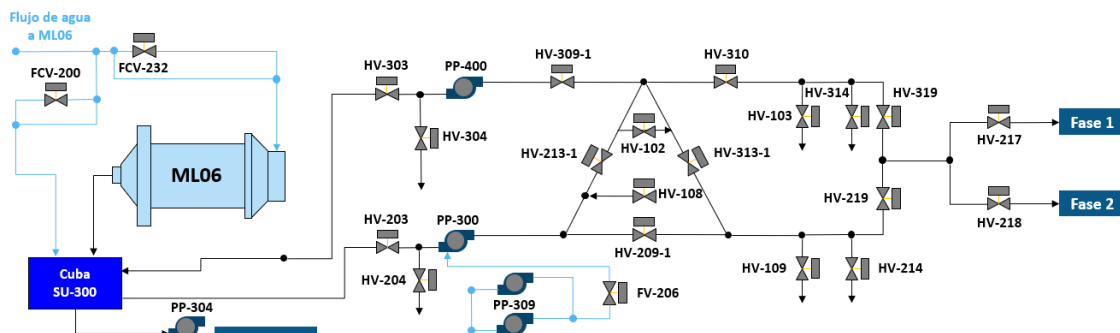 Flujo de agua
a ML06
FCV-200
FCV-232
ML06
Cuba
SU-300
PP-304
HV-303
PP-400
HV-304
HV-203
PP-300
HV-204
PP-309
FV-206
HV-309-1
HV-310
HV-213-1
HV-102
HV-313-1
HV-108
HV-209-1
HV-103
HV-314
HV-319
HV-219
HV-109
HV-214
HV-217
Fase 1
HV-218
Fase 2